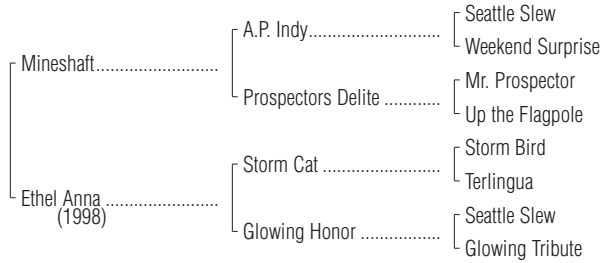 Seattle Slew
A.P. Indy
Weekend Surprise
Mineshaft
Mr. Prospector
Prospectors Delite
Up the Flagpole
Storm Bird
Storm Cat
Terlingua
Ethel Anna
(1998)
Seattle Slew
Glowing Honor
Glowing Tribute